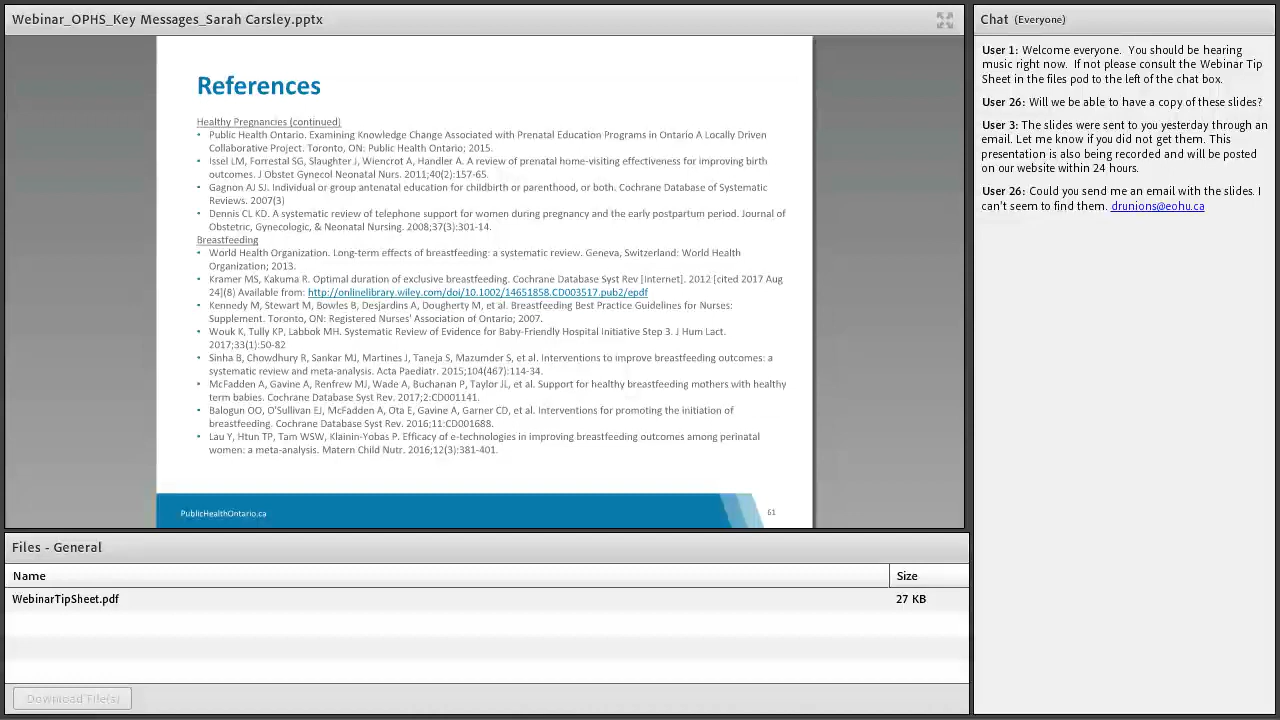 Webinar_OPHS_Key Messages_Sarah Carsley.pptx
References
Healthy Pregnancies (continued)
• Public Health Ontario. Examining Knowledge Change Associated with Prenatal Education Programs in Ontario A Locally Driven
Collaborative Project. Toronto, ON: Public Health Ontario; 2015.
• Issel LM, Forrestal SG, Slaughter J, Wiencrot A, Handler A. A review of prenatal home-visiting effectiveness for improving birth
outcomes. J Obstet Gynecol Neonatal Nurs. 2011;40(2):157-65.
• Gagnon AJ SJ. Individual or group antenatal education for childbirth or parenthood, or both. Cochrane Database of Systematic
Reviews. 2007(3)
• Dennis CL KD. A systematic review of telephone support for women during pregnancy and the early postpartum period. Journal of
Obstetric, Gynecologic, & Neonatal Nursing. 2008;37(3):301-14.
Breastfeeding
• World Health Organization. Long-term effects of breastfeeding: a systematic review. Geneva, Switzerland: World Health
Organization; 2013.
• Kramer MS, Kakuma R. Optimal duration of exclusive breastfeeding. Cochrane Database Syst Rev [Internet]. 2012 [cited 2017 Aug
24](8) Available from: http://onlinelibrary.wiley.com/doi/10.1002/14651858.CD003517.pub2/epdf
• Kennedy M, Stewart M, Bowles B, Desjardins A, Dougherty M, et al. Breastfeeding Best Practice Guidelines for Nurses:
Supplement. Toronto, ON: Registered Nurses' Association of Ontario; 2007.
• Wouk K, Tully KP, Labbok MH. Systematic Review of Evidence for Baby-Friendly Hospital Initiative Step 3. J Hum Lact.
2017;33(1):50-82
• Sinha B, Chowdhury R, Sankar MJ, Martines J, Taneja S, Mazumder S, et al. Interventions to improve breastfeeding outcomes: a
systematic review and meta-analysis. Acta Paediatr. 2015;104(467):114-34.
• McFadden A, Gavine A, Renfrew MJ, Wade A, Buchanan P, Taylor JL, et al. Support for healthy breastfeeding mothers with healthy
term babies. Cochrane Database Syst Rev. 2017;2:CD001141.
• Balogun OO, O'Sullivan EJ, McFadden A, Ota E, Gavine A, Garner CD, et al. Interventions for promoting the initiation of
breastfeeding. Cochrane Database Syst Rev. 2016;11:CD001688.
• Lau Y, Htun TP, Tam WSW, Klainin-Yobas P. Efficacy of e-technologies in improving breastfeeding outcomes among perinatal
women: a meta-analysis. Matern Child Nutr. 2016;12(3):381-401.
PublicHealthOntario.ca
61
Files - General
Name Size
WebinarTipSheet.pdf 27 KB
Download File(s)
Chat (Everyone)
User 1: Welcome everyone. You should be hearing
music right now. If not please consult the Webinar Tip
Sheet in the files pod to the left of the chat box.
User 26: Will we be able to have a copy of these slides?
User 3: The slides were sent to you yesterday through an
email. Let me know if you did not get them. This
presentation is also being recorded and will be posted
on our website within 24 hours.
User 26: Could you send me an email with the slides. I
can't seem to find them. drunions@eohu.ca